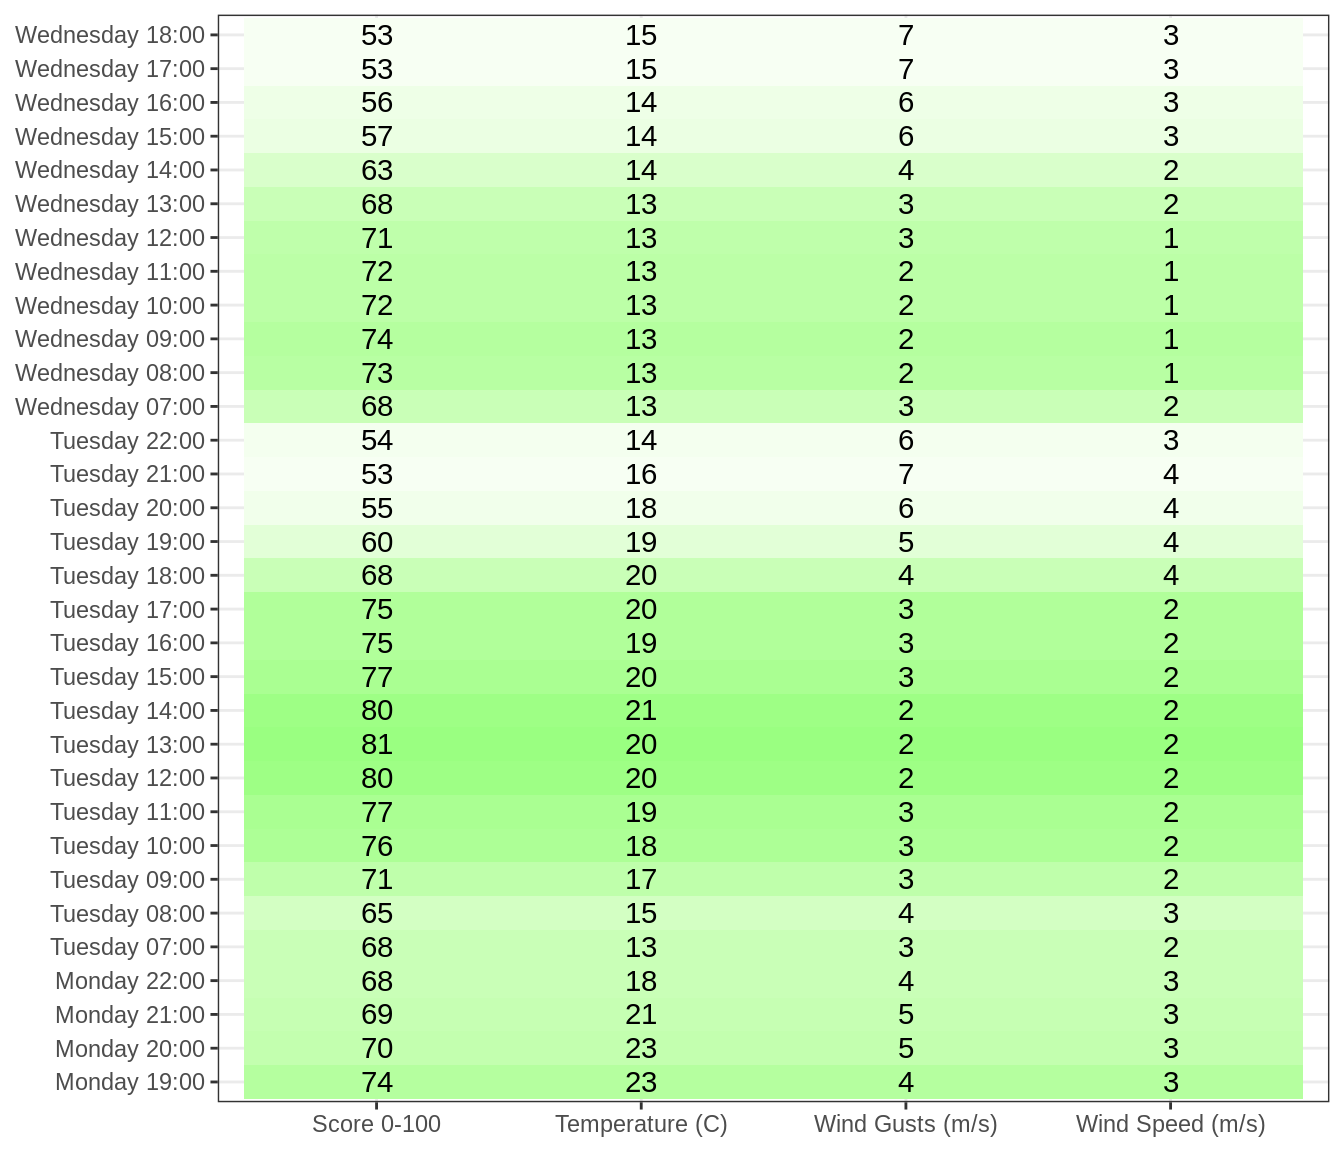 Wednesday 18:00 53 15 7 3
Wednesday 17:00 53 15 7 3
Wednesday 16:00 56 14 6 3
Wednesday 15:00 57 14 6 3
Wednesday 14:00 63 14 4 2
Wednesday 13:00 68 13 3 2
Wednesday 12:00 71 13 3 1
Wednesday 11:00 72 13 2 1
Wednesday 10:00 72 13 2 1
Wednesday 09:00 74 13 2 1
Wednesday 08:00 73 13 2 1
Wednesday 07:00 68 13 3 2
Tuesday 22:00 54 14 6 3
Tuesday 21:00 53 16 7 4
Tuesday 20:00 55 18 6 4
Tuesday 19:00 60 19 5 4
Tuesday 18:00 68 20 4 4
Tuesday 17:00 75 20 3 2
Tuesday 16:00 75 19 3 2
Tuesday 15:00 77 20 3 2
Tuesday 14:00 80 21 2 2
Tuesday 13:00 81 20 2 2
Tuesday 12:00 80 20 2 2
Tuesday 11:00 77 19 3 2
Tuesday 10:00 76 18 3 2
Tuesday 09:00 71 17 3 2
Tuesday 08:00 65 15 4 3
Tuesday 07:00 68 13 3 2
Monday 22:00 68 18 4 3
Monday 21:00 69 21 5 3
Monday 20:00 70 23 5 3
Monday 19:00 74 23 4 3
Score 0-100 Temperature (C) Wind Gusts (m/s) Wind Speed (m/s)